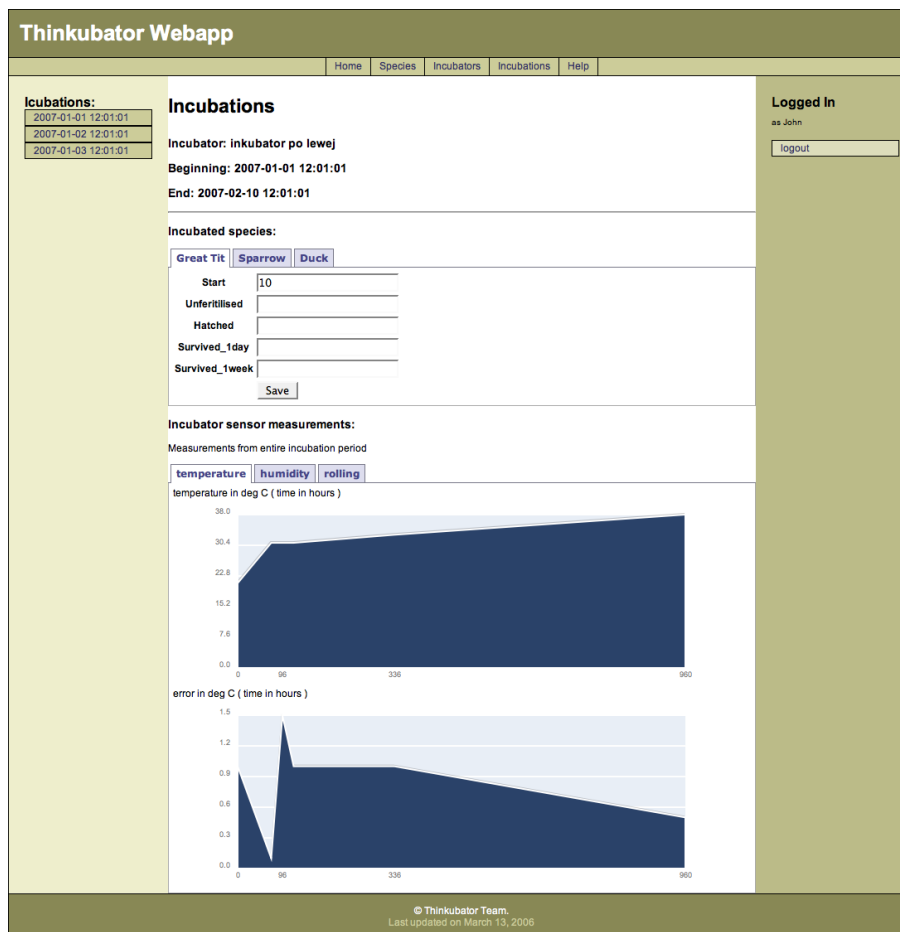 Thinkubator Webapp
Home Species Incubators Incubations Help
Icubations:
2007-01-01 12:01:01
2007-01-02 12:01:01
2007-01-03 12:01:01
Incubations
Incubator: inkubator po lewej
Beginning: 2007-01-01 12:01:01
End: 2007-02-10 12:01:01
Incubated species:
Great Tit Sparrow Duck
Start 10
Unferitilised
Hatched
Survived_1day
Survived_1week
Save
Incubator sensor measurements:
Measurements from entire incubation period
temperature humidity rolling
temperature in deg C ( time in hours )
38.0
30.4
22.8
15.2
7.6
0.0
0 96 336 960
error in deg C ( time in hours )
1.5
1.2
0.9
0.6
0.3
0.0
0 96 336 960
Logged In
as John
logout
© Thinkubator Team.
Last updated on March 13, 2006